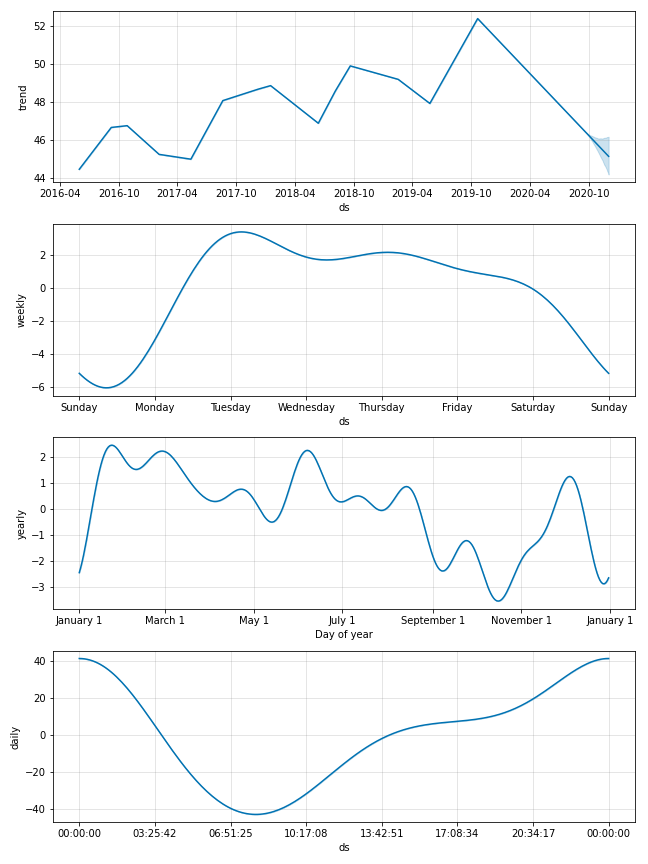 52
50
48
46
44
trend
2016-04 2016-10 2017-04 2017-10 2018-04 2018-10 2019-04 2019-10 2020-04 2020-10
ds
2
0
−2
−4
−6
weekly
Sunday Monday Tuesday Wednesday Thursday Friday Saturday Sunday
ds
2
1
0
−1
−2
−3
yearly
January 1 March 1 May 1 July 1 September 1 November 1 January 1
Day of year
40
20
0
−20
−40
daily
00:00:00 03:25:42 06:51:25 10:17:08 13:42:51 17:08:34 20:34:17 00:00:00
ds